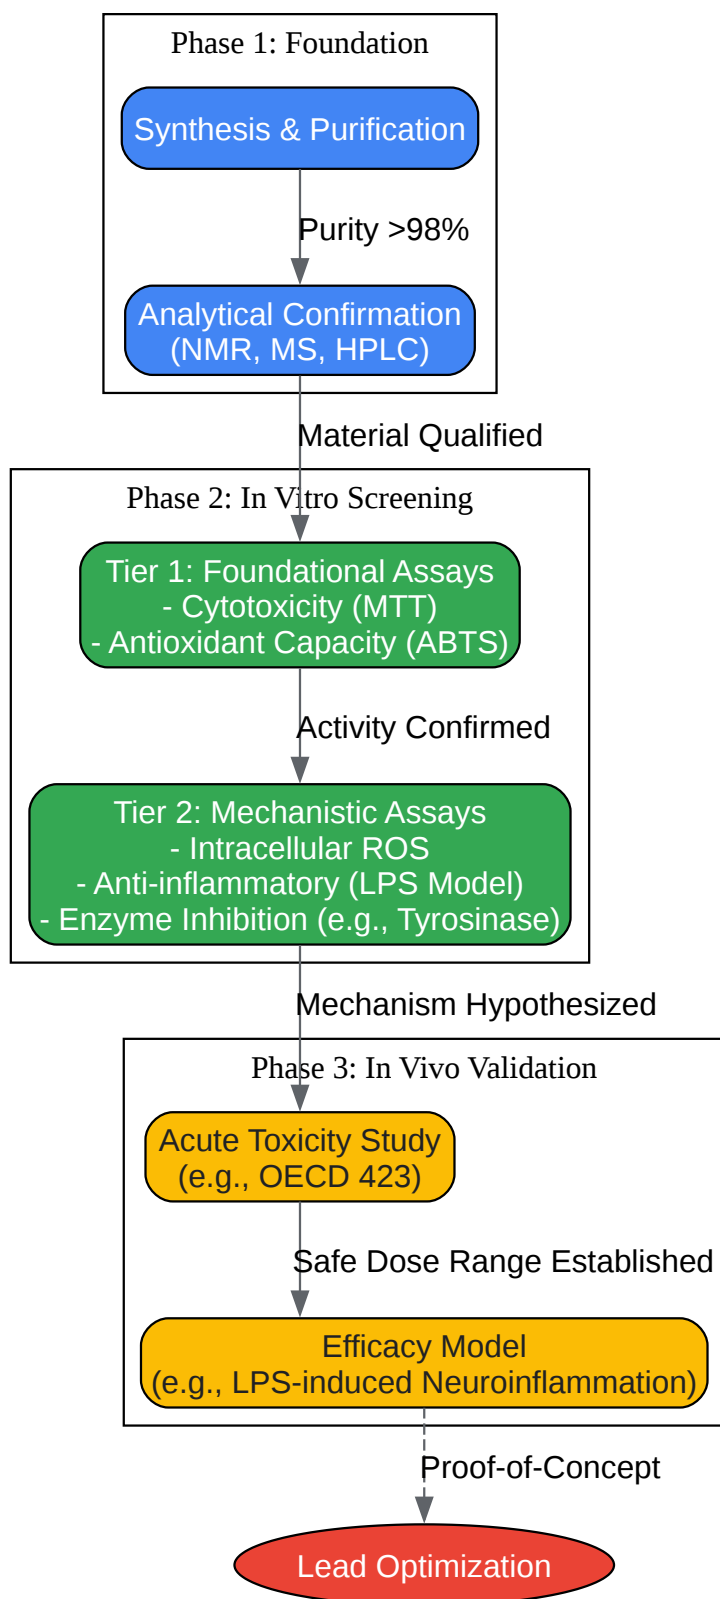 Phase 1: Foundation
Synthesis & Purification
Purity >98%
Analytical Confirmation
(NMR, MS, HPLC)
Material Qualified
Phase 2: In Vitro Screening
Tier 1: Foundational Assays
- Cytotoxicity (MTT)
- Antioxidant Capacity (ABTS)
Activity Confirmed
Tier 2: Mechanistic Assays
- Intracellular ROS
- Anti-inflammatory (LPS Model)
- Enzyme Inhibition (e.g., Tyrosinase)
Mechanism Hypothesized
Phase 3: In Vivo Validation
Acute Toxicity Study
(e.g., OECD 423)
Safe Dose Range Established
Efficacy Model
(e.g., LPS-induced Neuroinflammation)
Proof-of-Concept
Lead Optimization